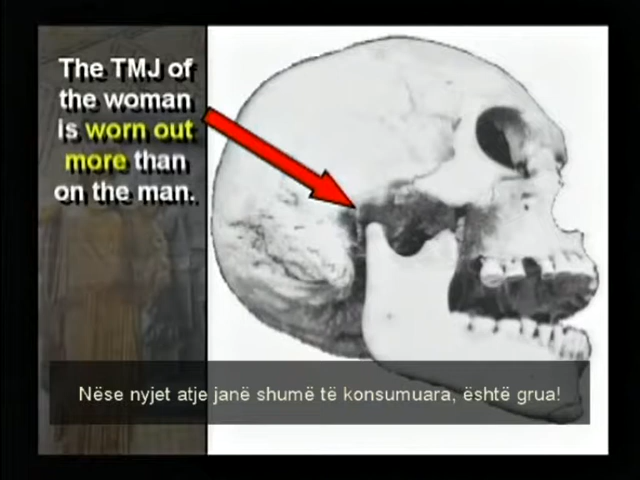 The TMJ of
the woman
is worn out
more than
on the man.
Nëse nyjet atje janë shumë të konsumuara, është grua!